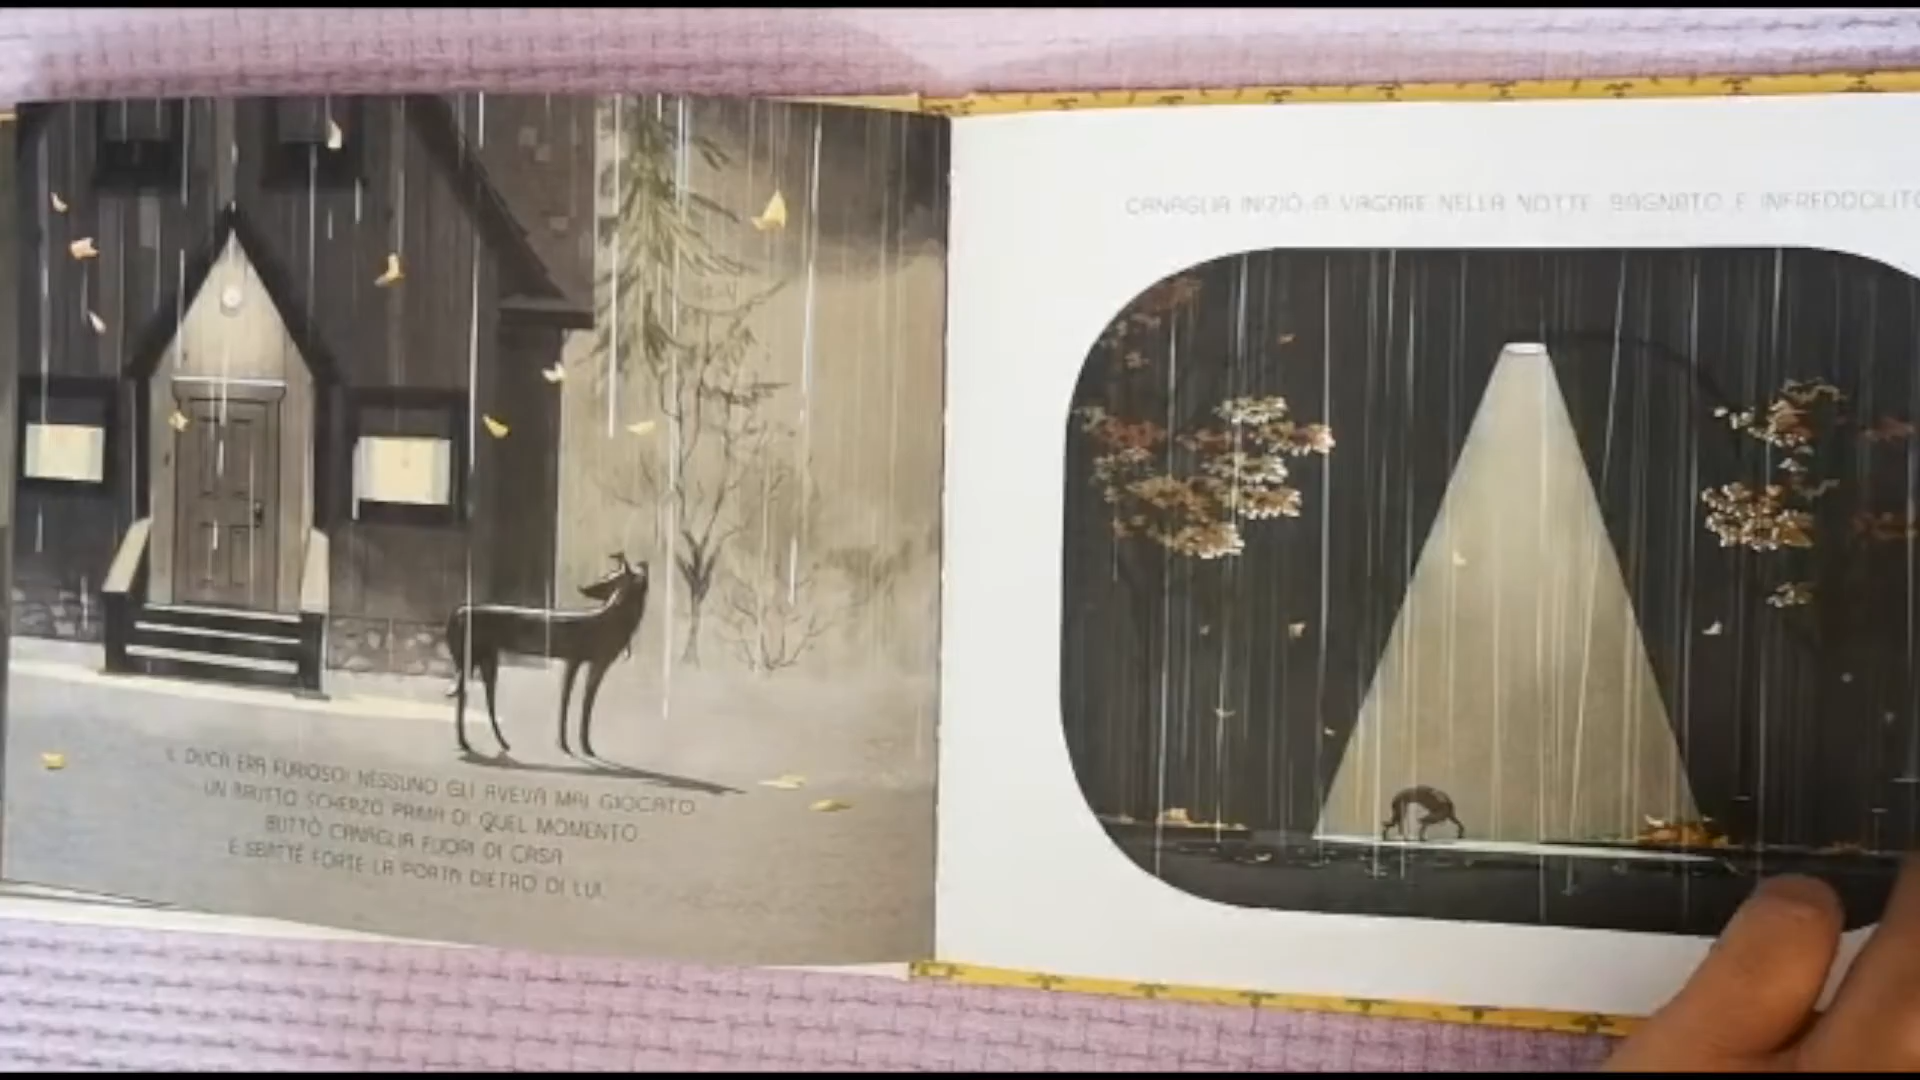 IL DUCA ERA FURIOSO! NESSUNO GLI AVEVA MAI GIOCATO
UN BRUTTO SCHERZO PRIMA DI QUEL MOMENTO.
BUTTÒ CANAGLIA FUORI DI CASA
E SBATTÉ FORTE LA PORTA DIETRO DI LUI.
CANAGLIA INIZIÒ A VAGARE NELLA NOTTE BAGNATO E INFREDDOLITO